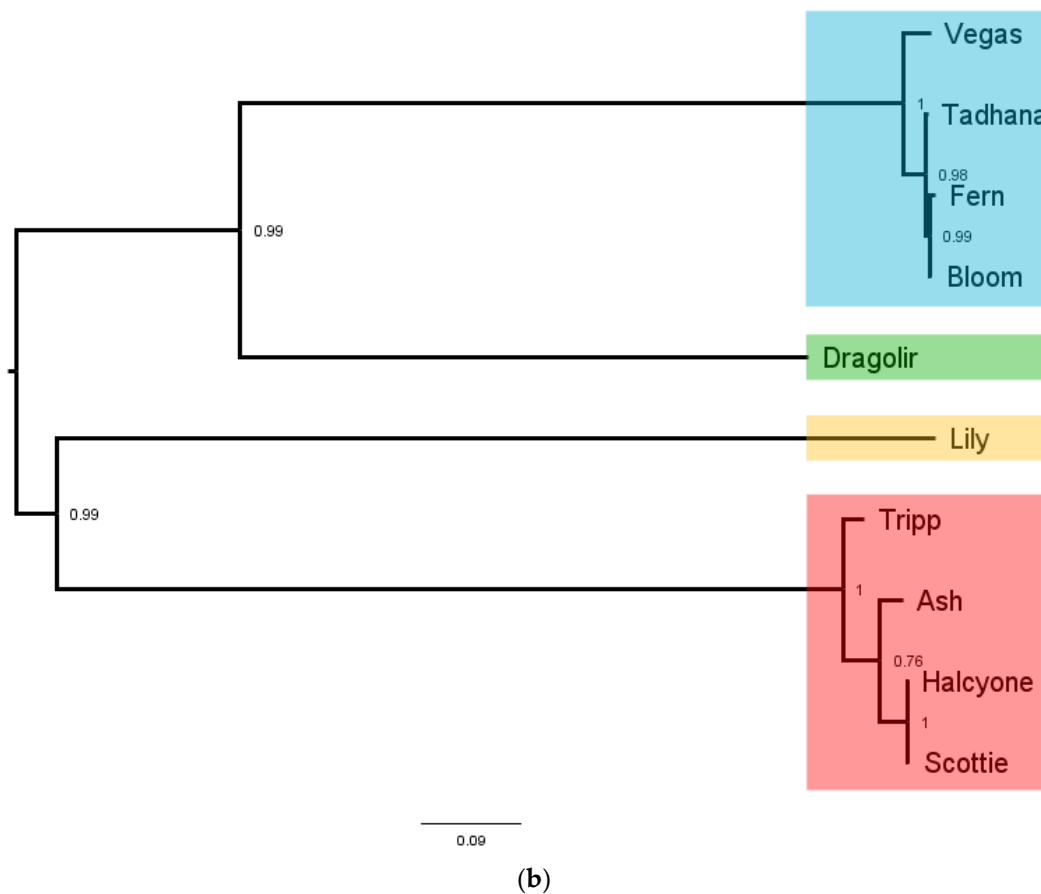 Vegas
1
Tadhana
0.98
Fern
0.99
0.99
Bloom
Dragolir
Lily
0.99
Tripp
1
Ash
0.76
Halcyone
1
Scottie
0.09
(b)